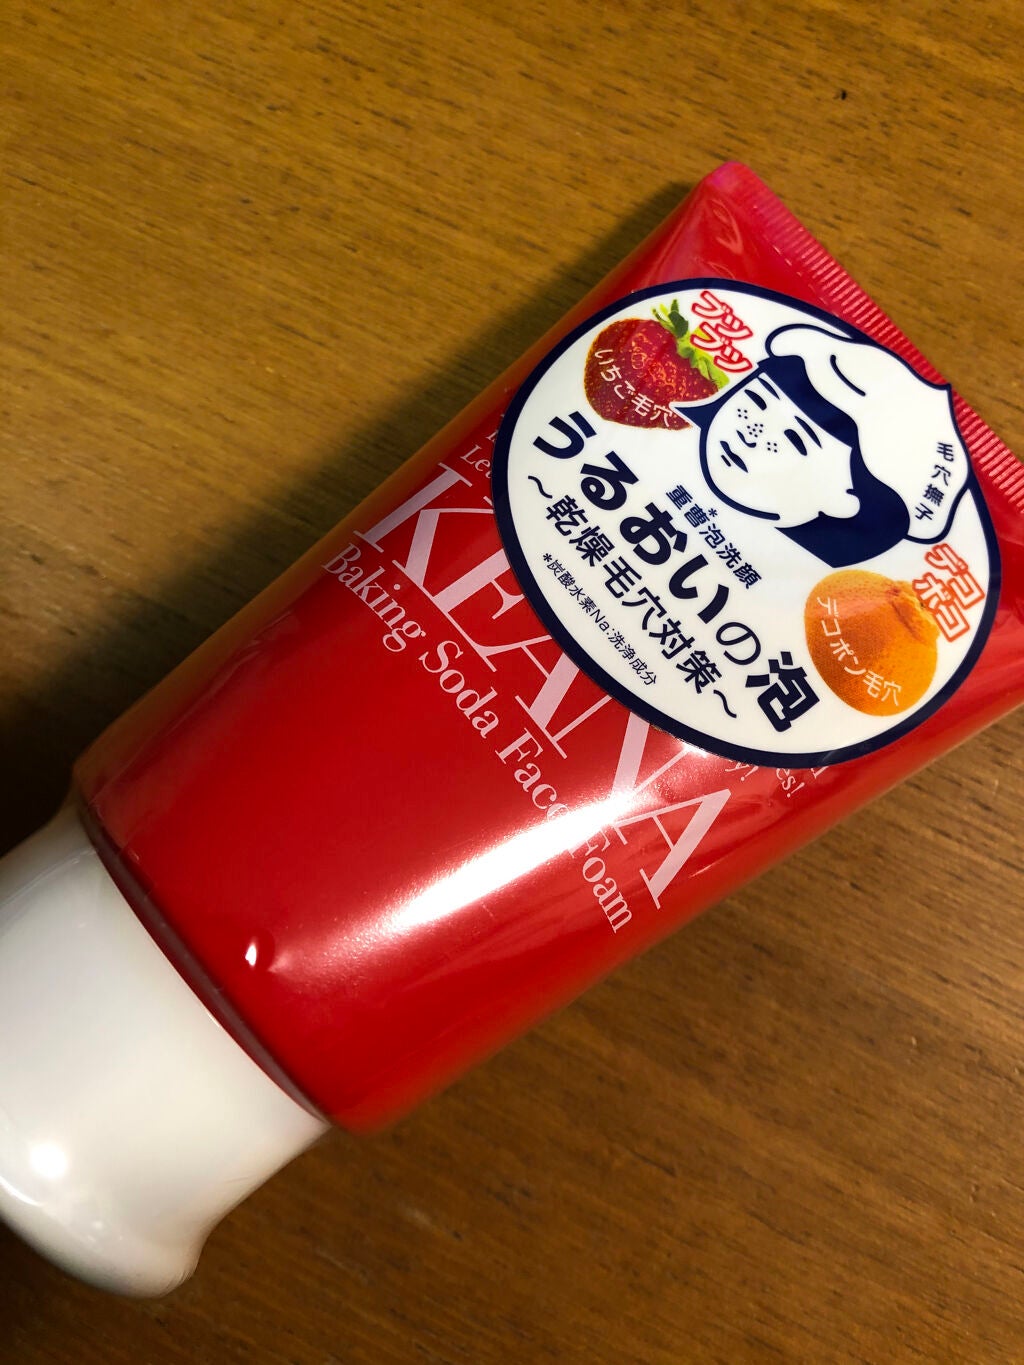 ブツブツ
いちご毛穴
毛穴撫子
重曹*泡洗顔
うるおいの泡
～乾燥毛穴対策～
*炭酸水素Na:洗浄成分
デコボコ
デコポン毛穴
KEANA
Baking Soda Face Foam